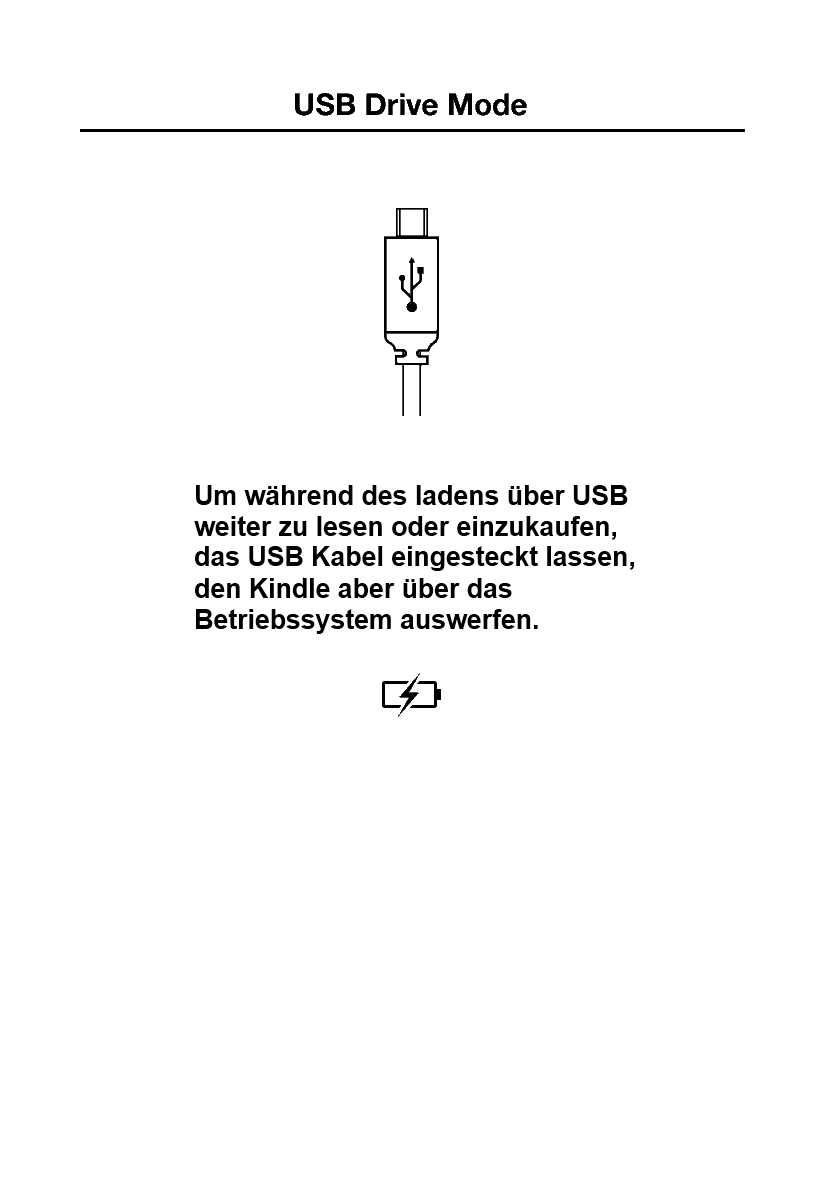 USB Drive Mode
Um während des ladens über USB
weiter zu lesen oder einzukaufen,
das USB Kabel eingesteckt lassen,
den Kindle aber über das
Betriebssystem auswerfen.